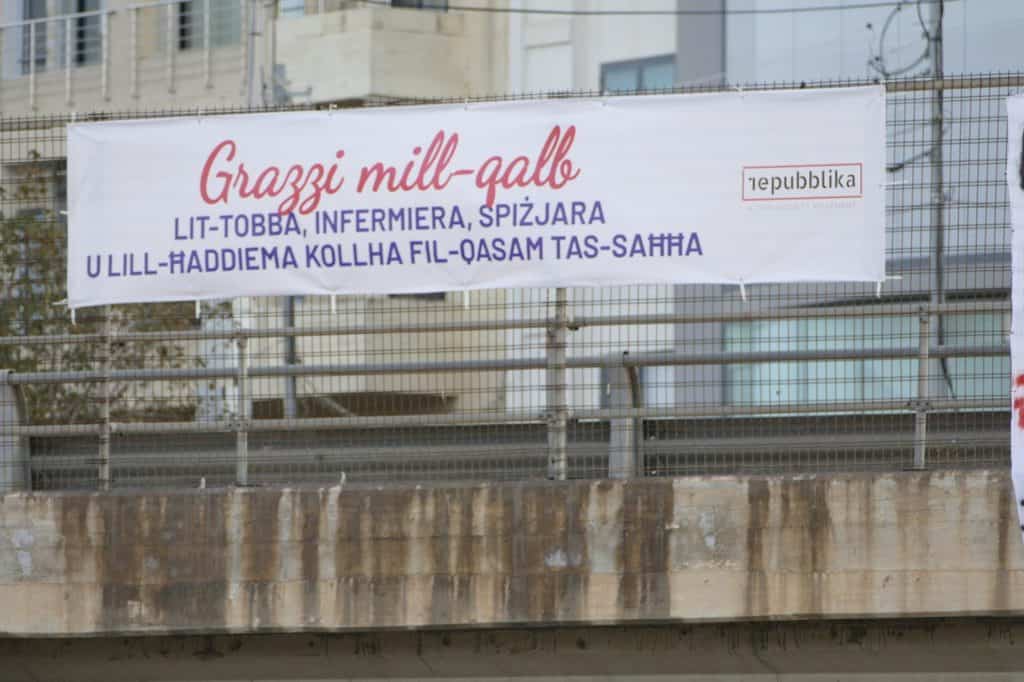 Grazzi mill-qalb
LIT-TOBBA, INFERMIERA, SPIŻJARA
U LILL-ĦADDIEMA KOLLHA FIL-QASAM TAS-SAĦĦA
repubblika